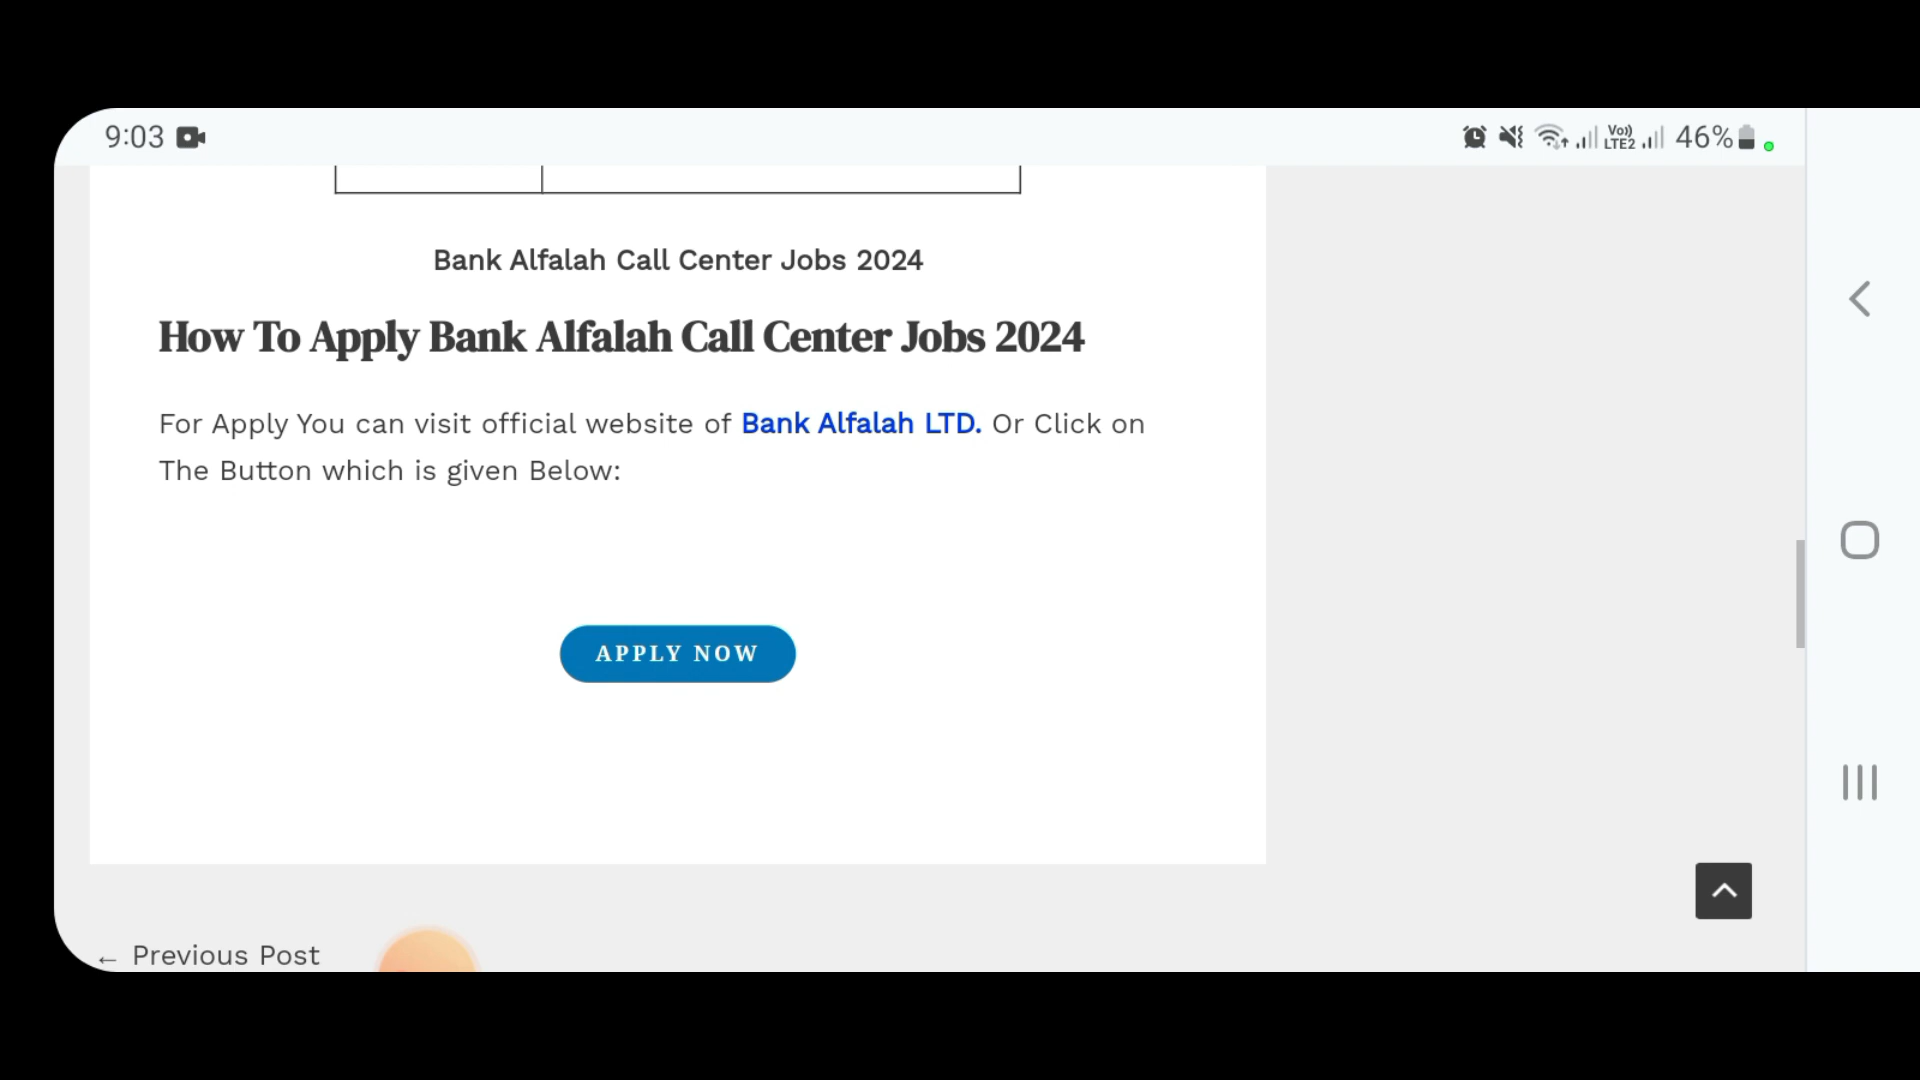 9:03
Vo))
LTE2
46%
Bank Alfalah Call Center Jobs 2024
How To Apply Bank Alfalah Call Center Jobs 2024
For Apply You can visit official website of Bank Alfalah LTD. Or Click on
The Button which is given Below:
APPLY NOW
← Previous Post